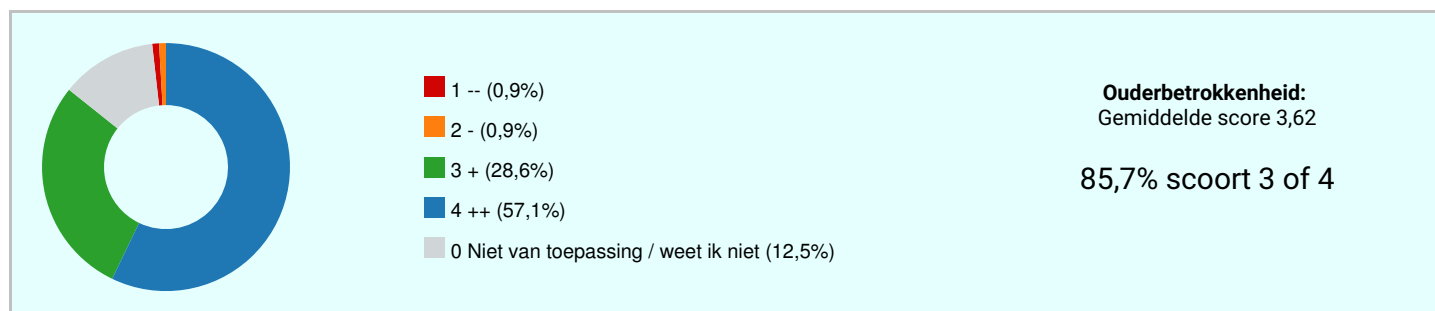 1 -- (0,9%)
2 - (0,9%)
3 + (28,6%)
4 ++ (57,1%)
0 Niet van toepassing / weet ik niet (12,5%)
Ouderbetrokkenheid:
Gemiddelde score 3,62
85,7% scoort 3 of 4